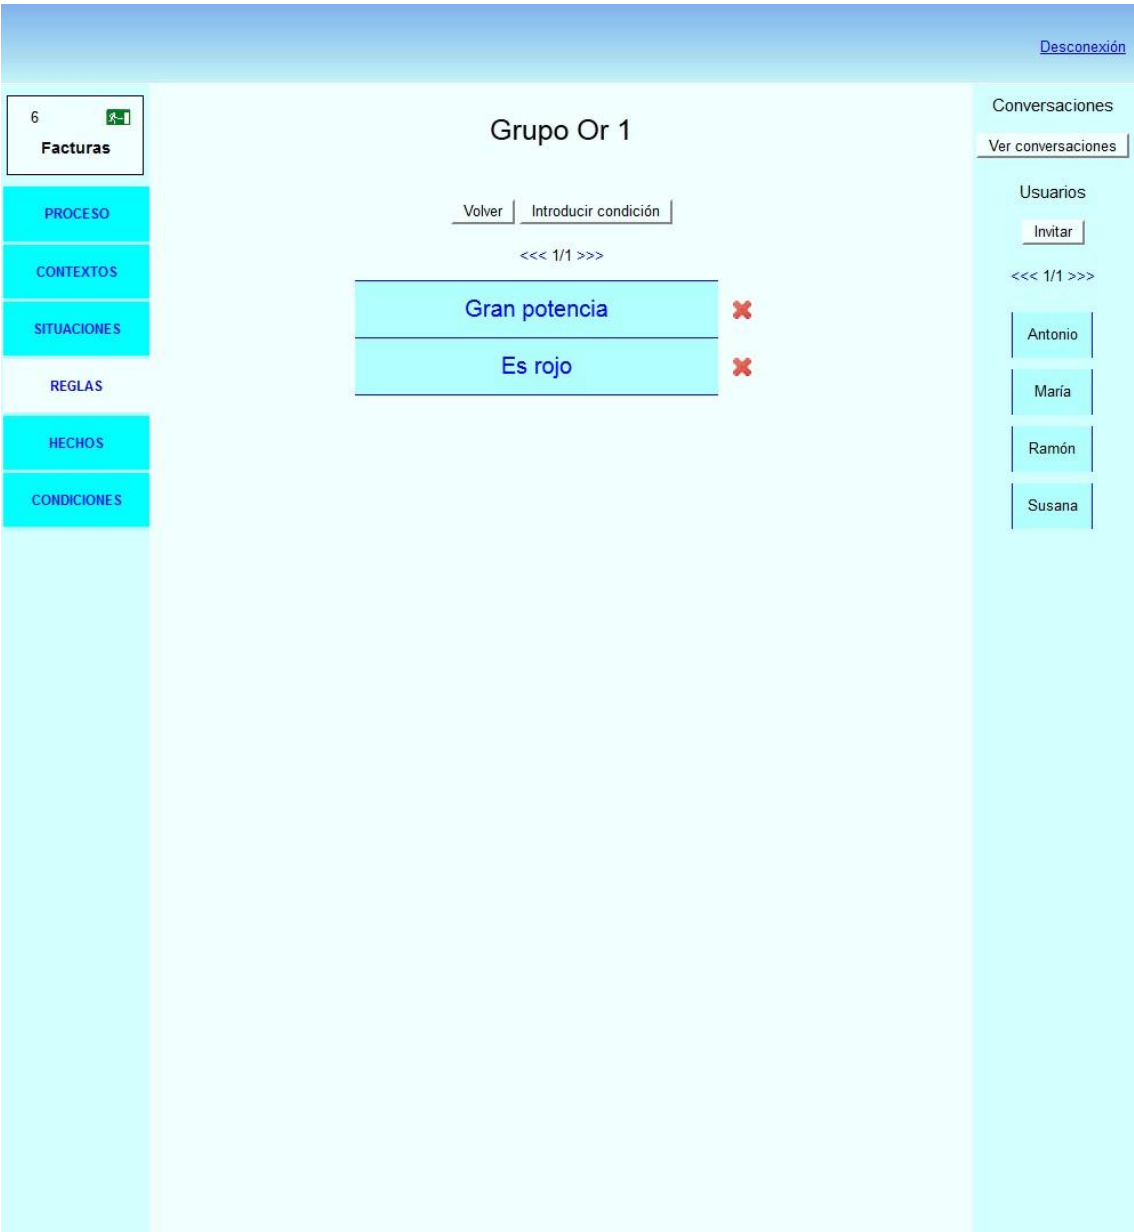 Desconexión
6
Facturas
PROCESO
CONTEXTOS
SITUACIONES
REGLAS
HECHOS
CONDICIONES
Grupo Or 1
Volver Introducir condición
<<< 1/1 >>>
Gran potencia
Es rojo
Conversaciones
Ver conversaciones
Usuarios
Invitar
<<< 1/1 >>>
Antonio
María
Ramón
Susana